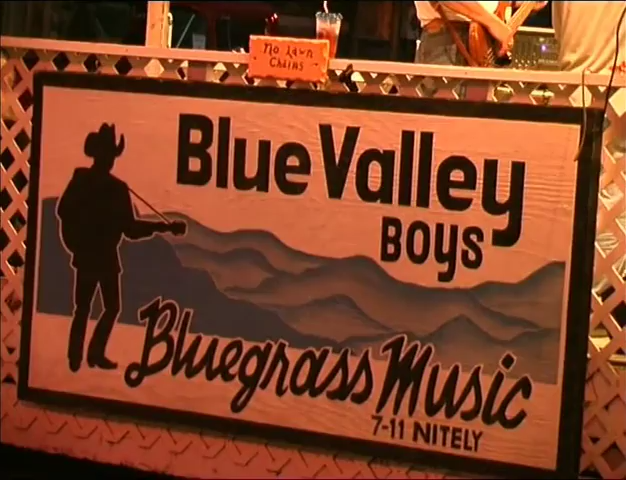 No Lawn
Chairs
Blue Valley
BOYS
Bluegrass Music
7-11 NITELY